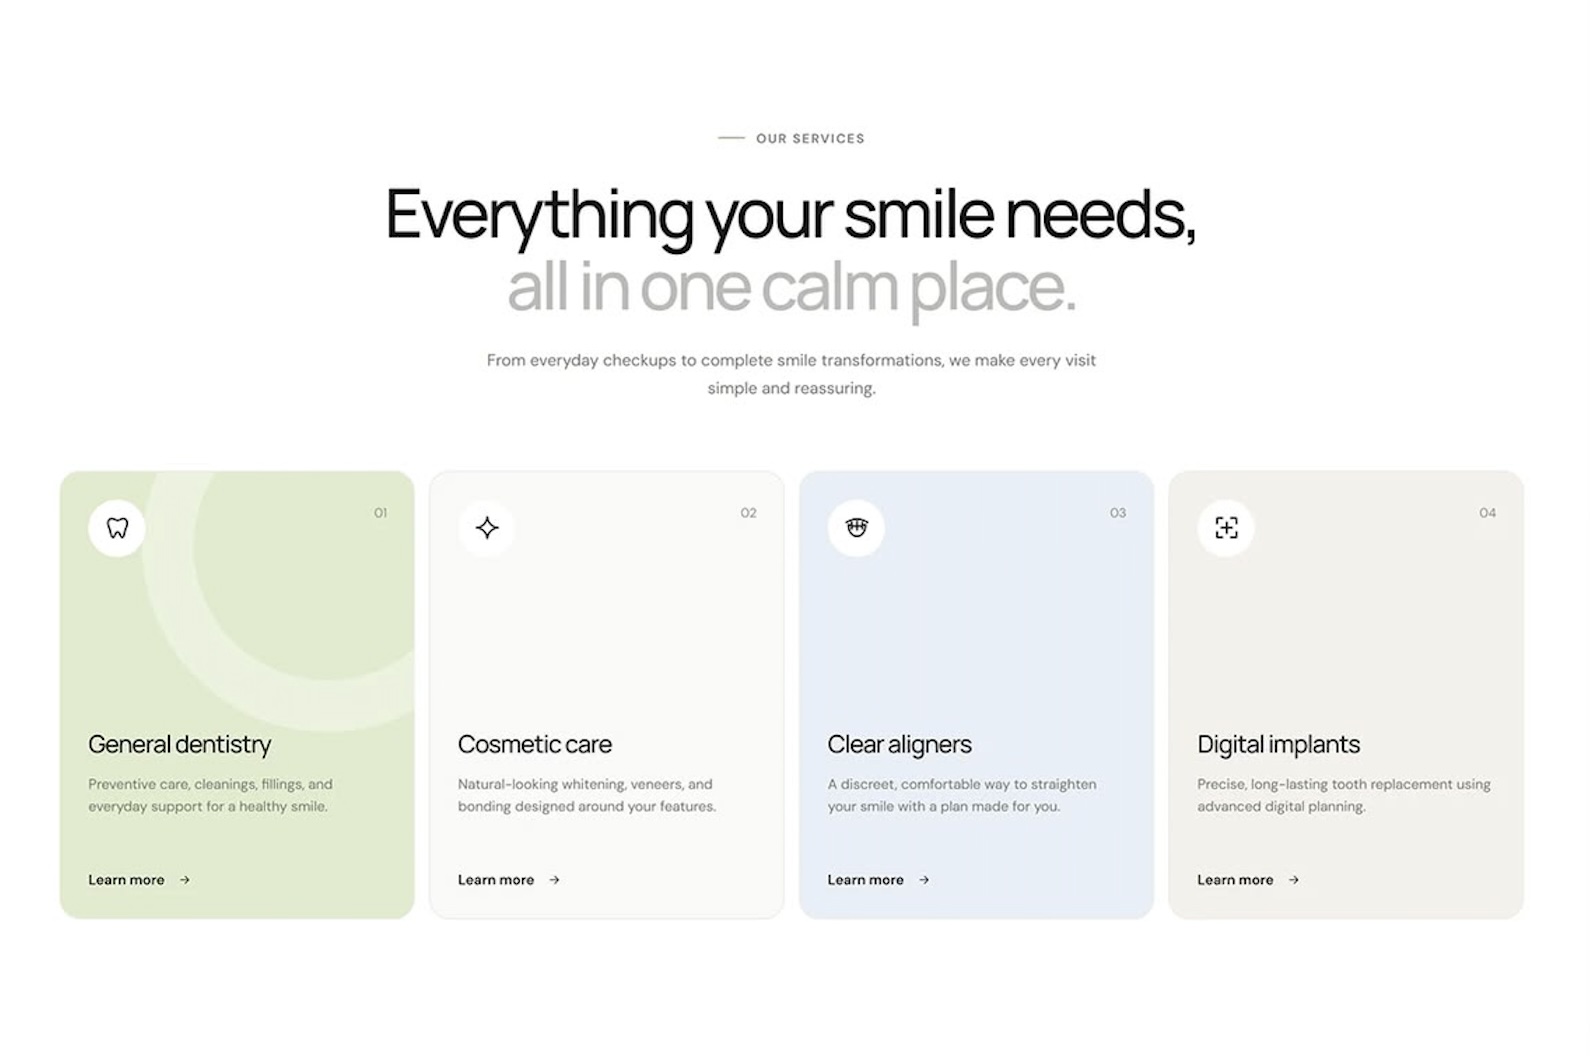 OUR SERVICES
Everything your smile needs,
all in one calm place.
From everyday checkups to complete smile transformations, we make every visit
simple and reassuring.
01
General dentistry
Preventive care, cleanings, fillings, and
everyday support for a healthy smile.
Learn more →
02
Cosmetic care
Natural-looking whitening, veneers, and
bonding designed around your features.
Learn more →
03
Clear aligners
A discreet, comfortable way to straighten
your smile with a plan made for you.
Learn more →
04
Digital implants
Precise, long-lasting tooth replacement using
advanced digital planning.
Learn more →